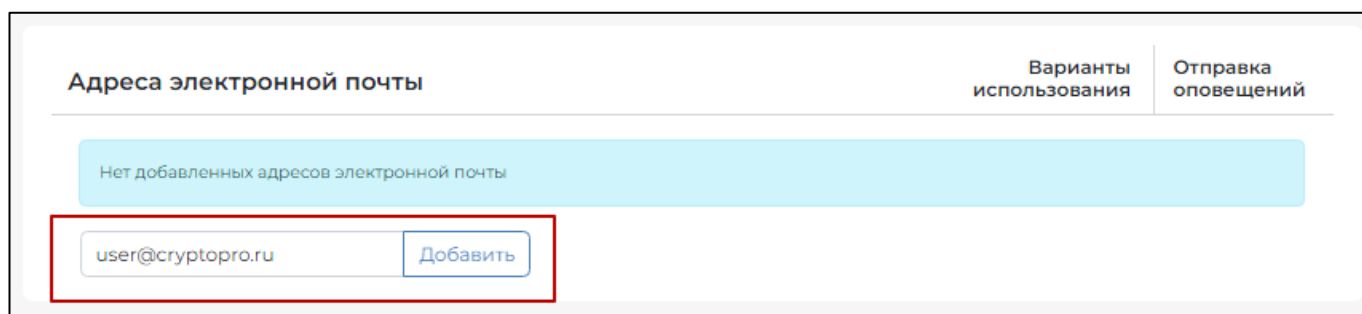 Адреса электронной почты
Варианты использования
Отправка оповещений
Нет добавленных адресов электронной почты
user@cryptopro.ru
Добавить